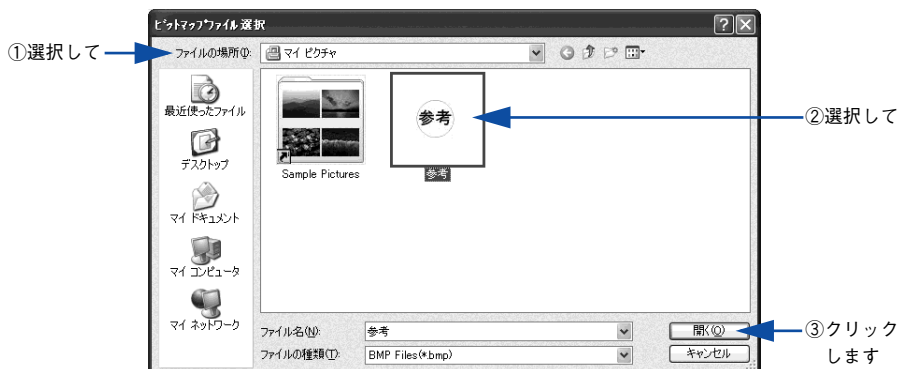 ビットマップファイル選択
①選択して
ファイルの場所(I):
マイ ピクチャ
最近使ったファイル
デスクトップ
マイ ドキュメント
マイ コンピュータ
マイ ネットワーク
Sample Pictures
参考
参考
②選択して
ファイル名(N):
参考
開く(O)
③クリック
します
ファイルの種類(T):
BMP Files(*.bmp)
キャンセル